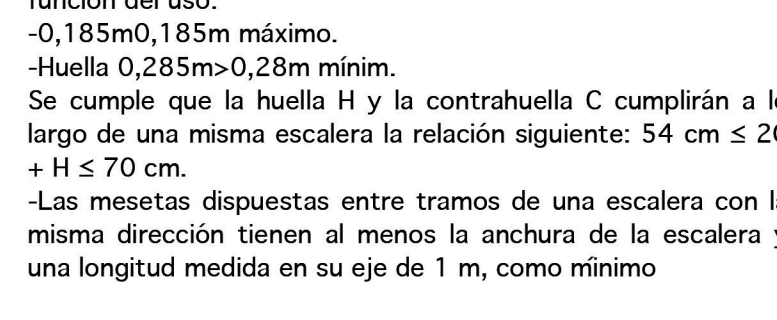 función del uso.
-0,185m0,185m máximo.
-Huella 0,285m>0,28m mínim.
Se cumple que la huella H y la contrahuella C cumplirán a
largo de una misma escalera la relación siguiente: 54 cm ≤
+ H ≤ 70 cm.
-Las mesetas dispuestas entre tramos de una escalera con
misma dirección tienen al menos la anchura de la escalera
una longitud medida en su eje de 1 m, como mínimo